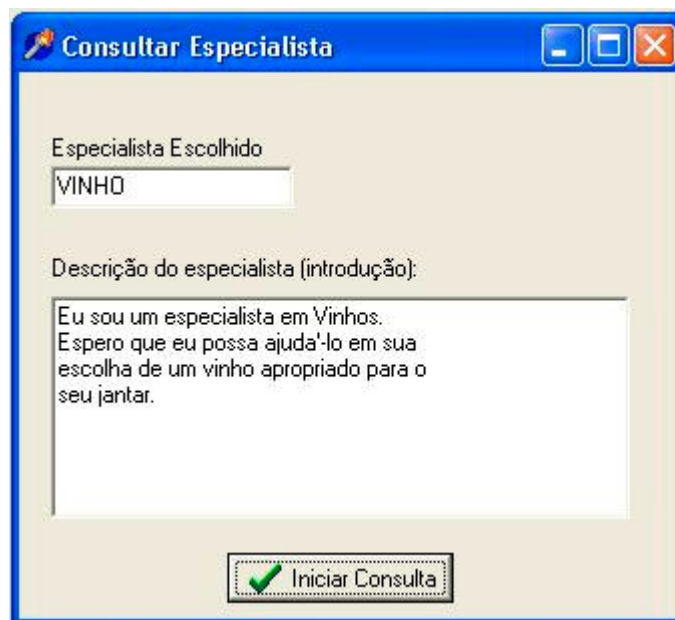 Consultar Especialista
Especialista Escolhido
VINHO
Descrição do especialista (introdução):
Eu sou um especialista em Vinhos.
Espero que eu possa ajuda'-lo em sua
escolha de um vinho apropriado para o
seu jantar.
Iniciar Consulta